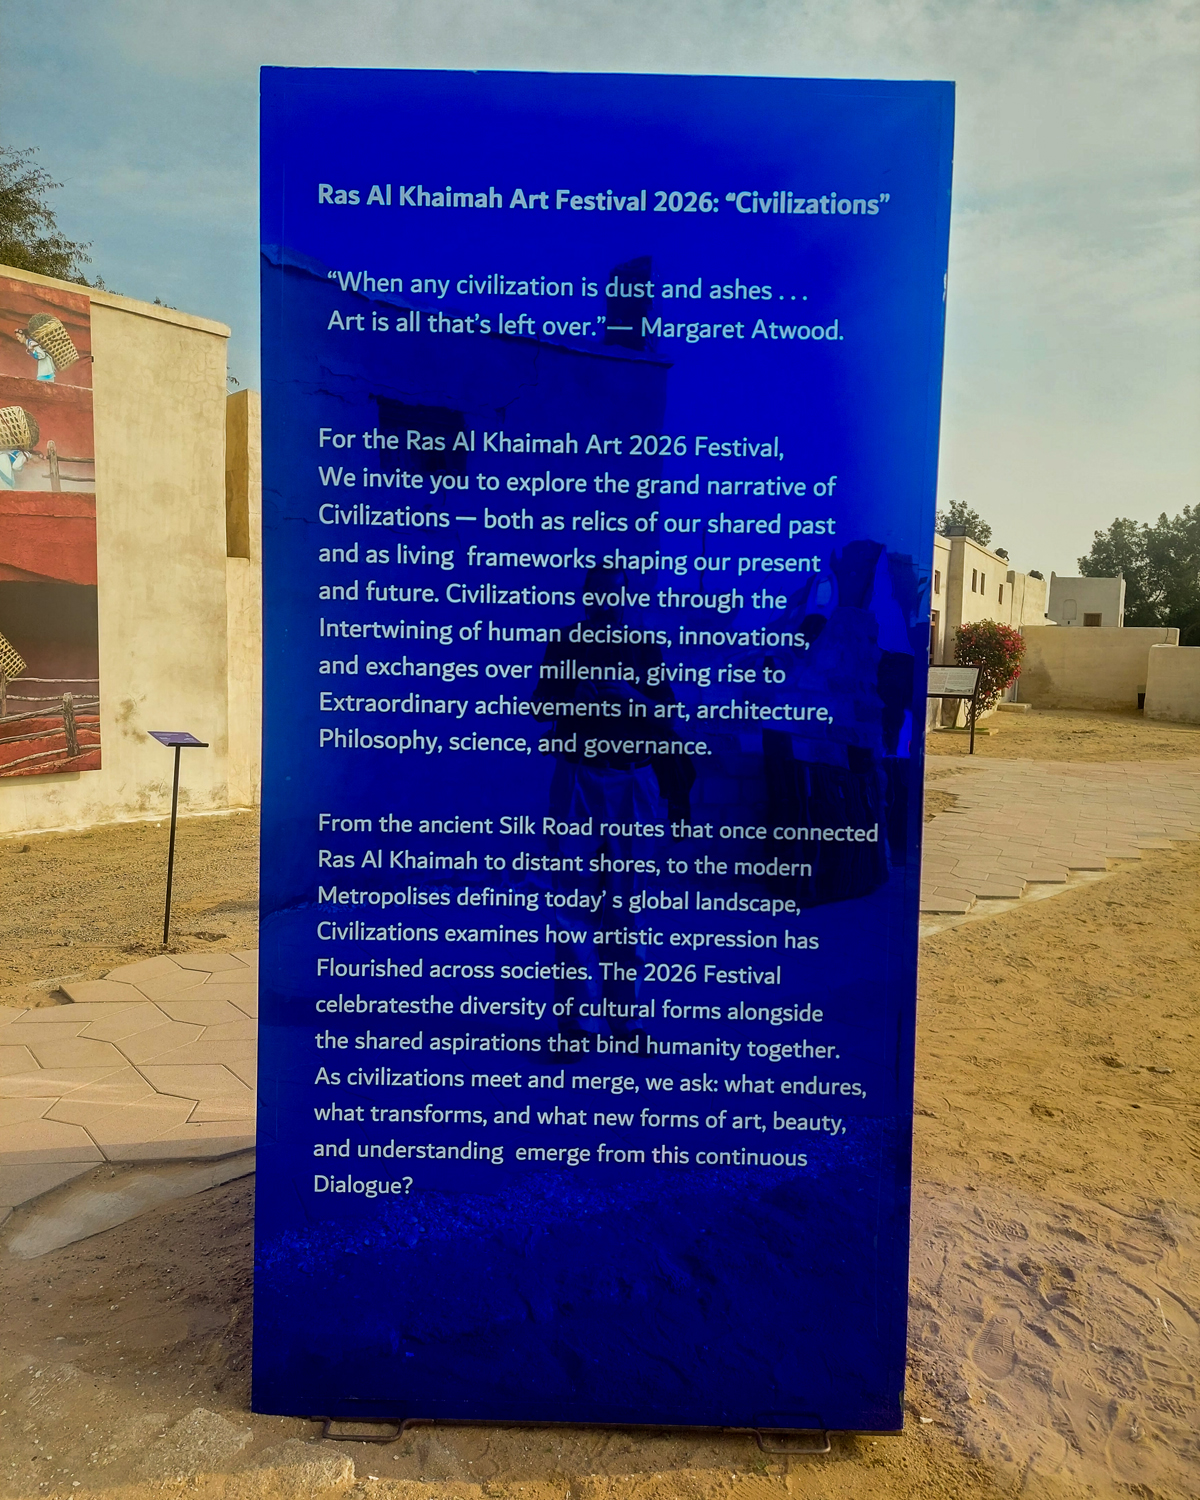 Ras Al Khaimah Art Festival 2026: “Civilizations”
“When any civilization is dust and ashes . . .
Art is all that’s left over.”— Margaret Atwood.
For the Ras Al Khaimah Art 2026 Festival,
We invite you to explore the grand narrative of
Civilizations — both as relics of our shared past
and as living  frameworks shaping our present
and future. Civilizations evolve through the
Intertwining of human decisions, innovations,
and exchanges over millennia, giving rise to
Extraordinary achievements in art, architecture,
Philosophy, science, and governance.
From the ancient Silk Road routes that once connected
Ras Al Khaimah to distant shores, to the modern
Metropolises defining today’ s global landscape,
Civilizations examines how artistic expression has
Flourished across societies. The 2026 Festival
celebratesthe diversity of cultural forms alongside
the shared aspirations that bind humanity together.
As civilizations meet and merge, we ask: what endures,
what transforms, and what new forms of art, beauty,
and understanding  emerge from this continuous
Dialogue?